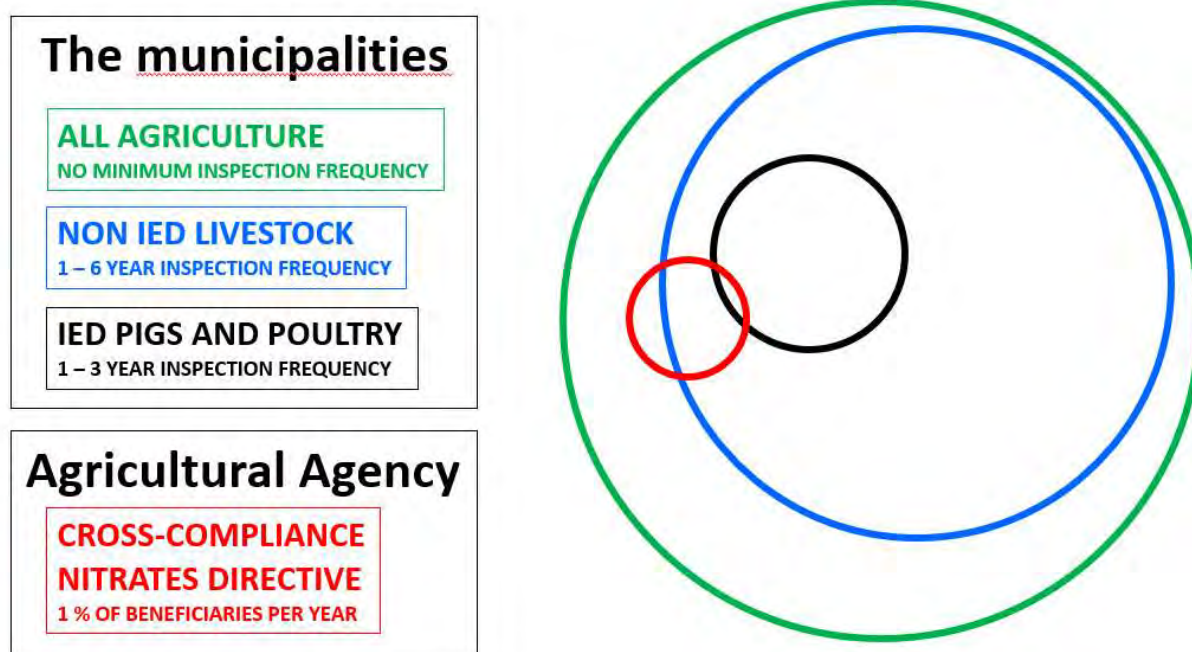 The municipalities
ALL AGRICULTURE
NO MINIMUM INSPECTION FREQUENCY
NON IED LIVESTOCK
1 – 6 YEAR INSPECTION FREQUENCY
IED PIGS AND POULTRY
1 – 3 YEAR INSPECTION FREQUENCY
Agricultural Agency
CROSS-COMPLIANCE
NITRATES DIRECTIVE
1 % OF BENEFICIARIES PER YEAR